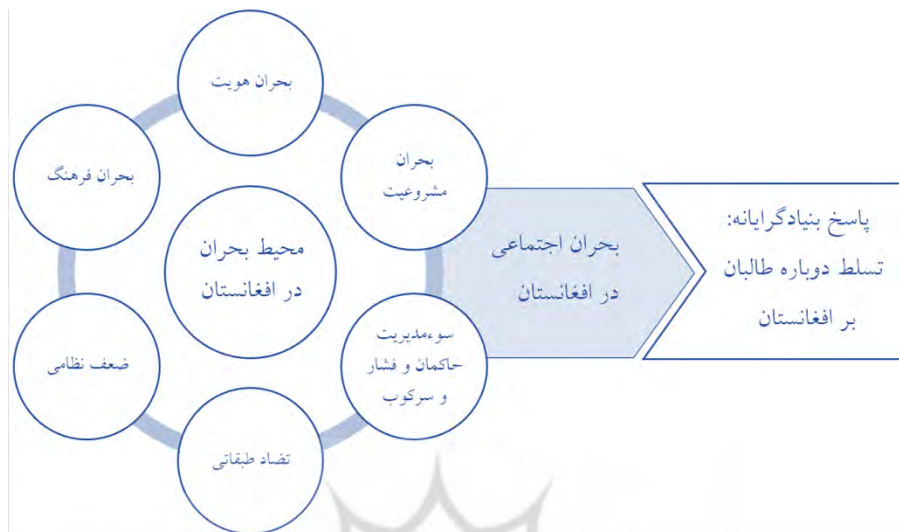 بحران هویت
بحران
مشروعیت
بحران فرهنگ
محیط بحران
در افغانستان
بحران اجتماعی
در افغانستان
پاسخ بنیادگرایانه:
تسلط دوباره طالبان
بر افغانستان
سوءمدیریت
حاکمان و فشار
و سرکوب
ضعف نظامی
تضاد طبقاتی